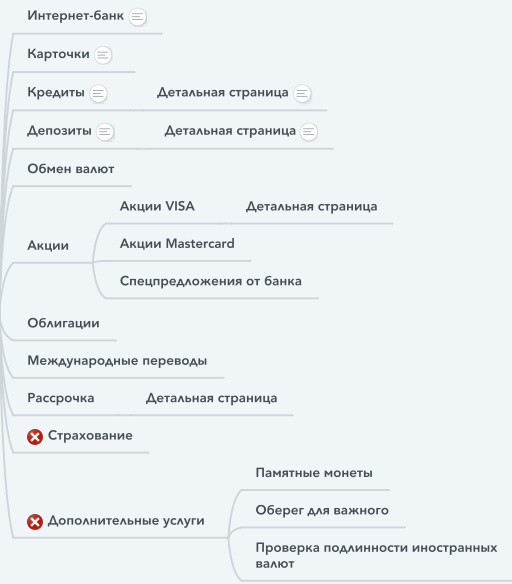 Интернет-банк
Карточки
Кредиты Детальная страница
Депозиты Детальная страница
Обмен валют
Акции VISA Детальная страница
Акции Mastercard
Акции
Спецпредложения от банка
Облигации
Международные переводы
Рассрочка Детальная страница
Страхование
Памятные монеты
Оберег для важного
Дополнительные услуги
Проверка подлинности иностранных
валют